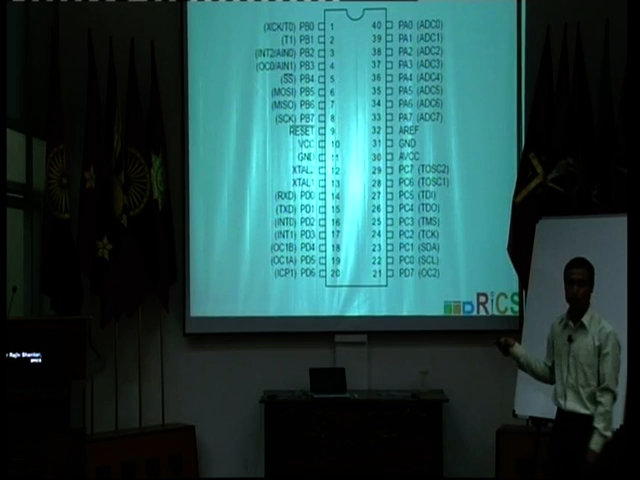 (XCK/T0) PB0 1 40 PA0 (ADC0)
(T1) PB1 2 39 PA1 (ADC1)
(INT2/AIN0) PB2 3 38 PA2 (ADC2)
(OC0/AIN1) PB3 4 37 PA3 (ADC3)
(SS) PB4 5 36 PA4 (ADC4)
(MOSI) PB5 6 35 PA5 (ADC5)
(MISO) PB6 7 34 PA6 (ADC6)
(SCK) PB7 8 33 PA7 (ADC7)
RESET 9 32 AREF
VCC 10 31 GND
GND 11 30 AVCC
XTAL2 12 29 PC7 (TOSC2)
XTAL1 13 28 PC6 (TOSC1)
(RXD) PD0 14 27 PC5 (TDI)
(TXD) PD1 15 26 PC4 (TDO)
(INT0) PD2 16 25 PC3 (TMS)
(INT1) PD3 17 24 PC2 (TCK)
(OC1B) PD4 18 23 PC1 (SDA)
(OC1A) PD5 19 22 PC0 (SCL)
(ICP1) PD6 20 21 PD7 (OC2)
DRiCS
Rajiv Shankar,